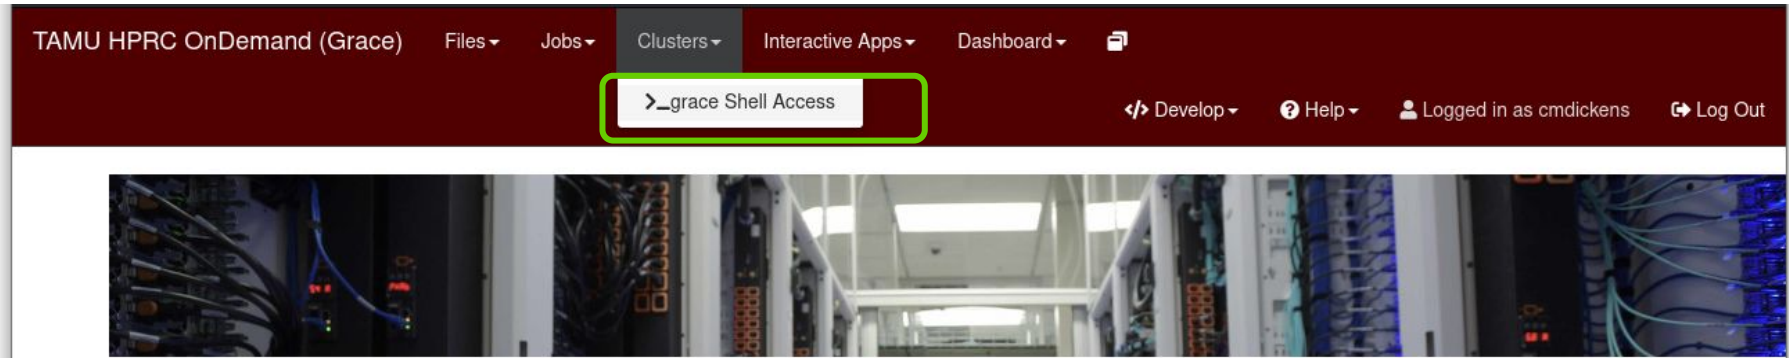 TAMU HPRC OnDemand (Grace) Files Jobs Clusters Interactive Apps Dashboard
>_grace Shell Access
</> Develop Help Logged in as cmdickens Log Out